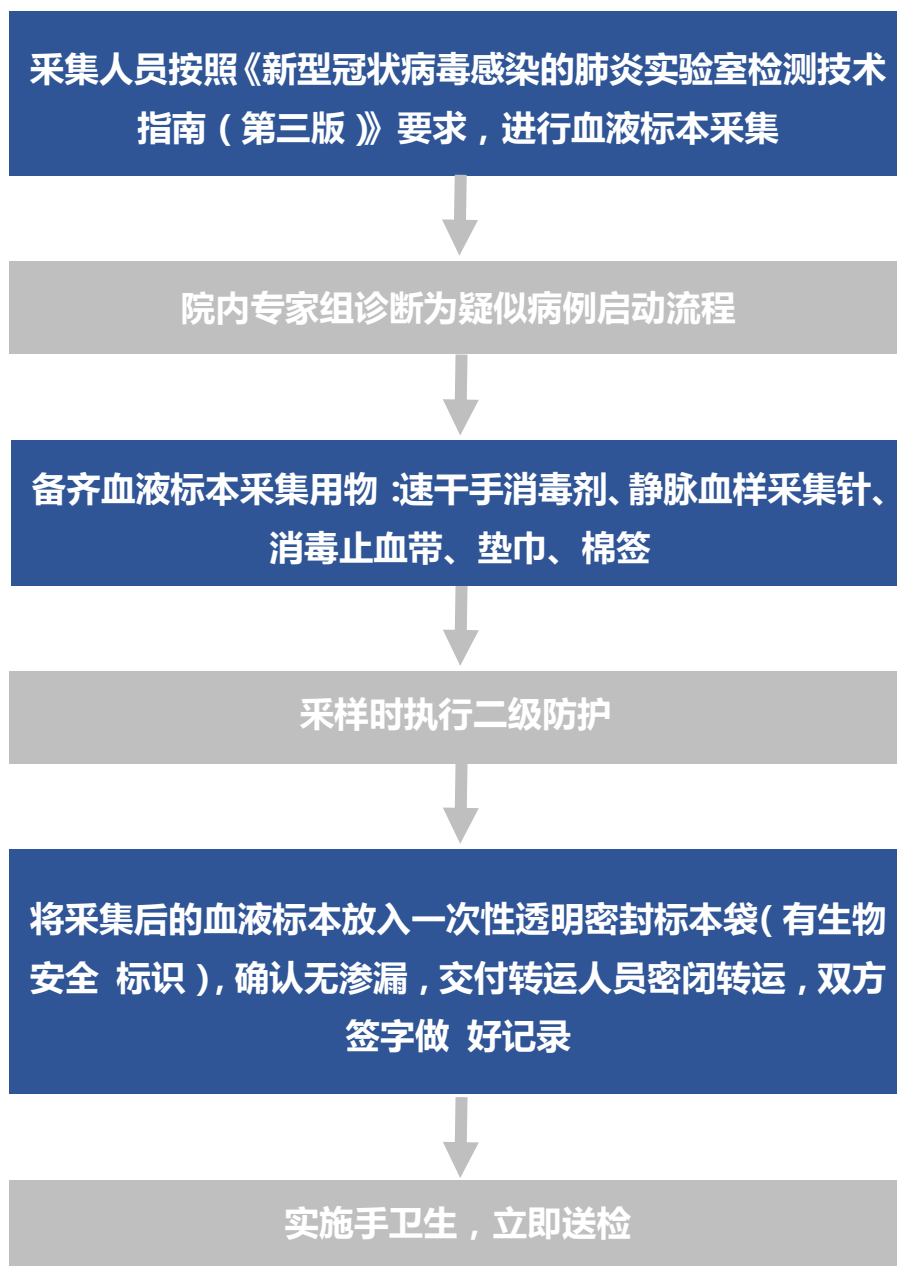 采集人员按照《新型冠状病毒感染的肺炎实验室检测技术
指南（第三版）》要求，进行血液标本采集
院内专家组诊断为疑似病例启动流程
备齐血液标本采集用物：速干手消毒剂、静脉血样采集针、
消毒止血带、垫巾、棉签
采样时执行二级防护
将采集后的血液标本放入一次性透明密封标本袋（有生物
安全 标识），确认无渗漏，交付转运人员密闭转运，双方
签字做 好记录
实施手卫生，立即送检